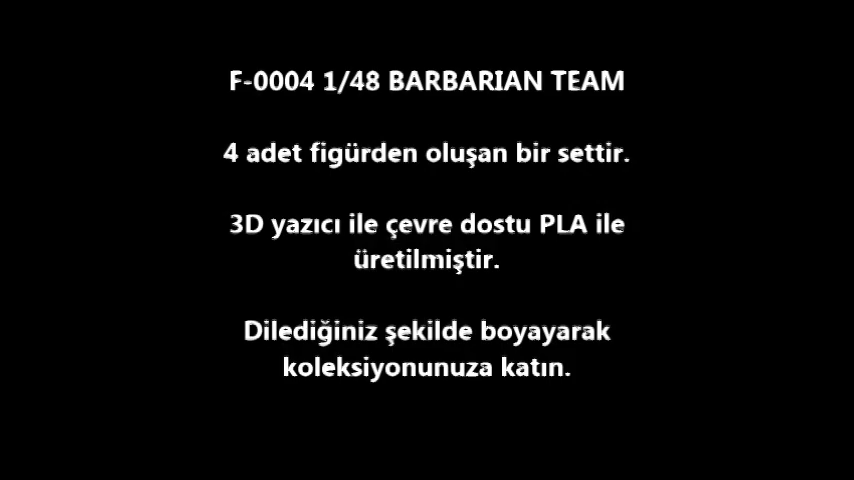 F-0004 1/48 BARBARIAN TEAM
4 adet figürden oluşan bir settir.
3D yazıcı ile çevre dostu PLA ile
üretilmiştir.
Dilediğiniz şekilde boyayarak
koleksiyonunuza katın.